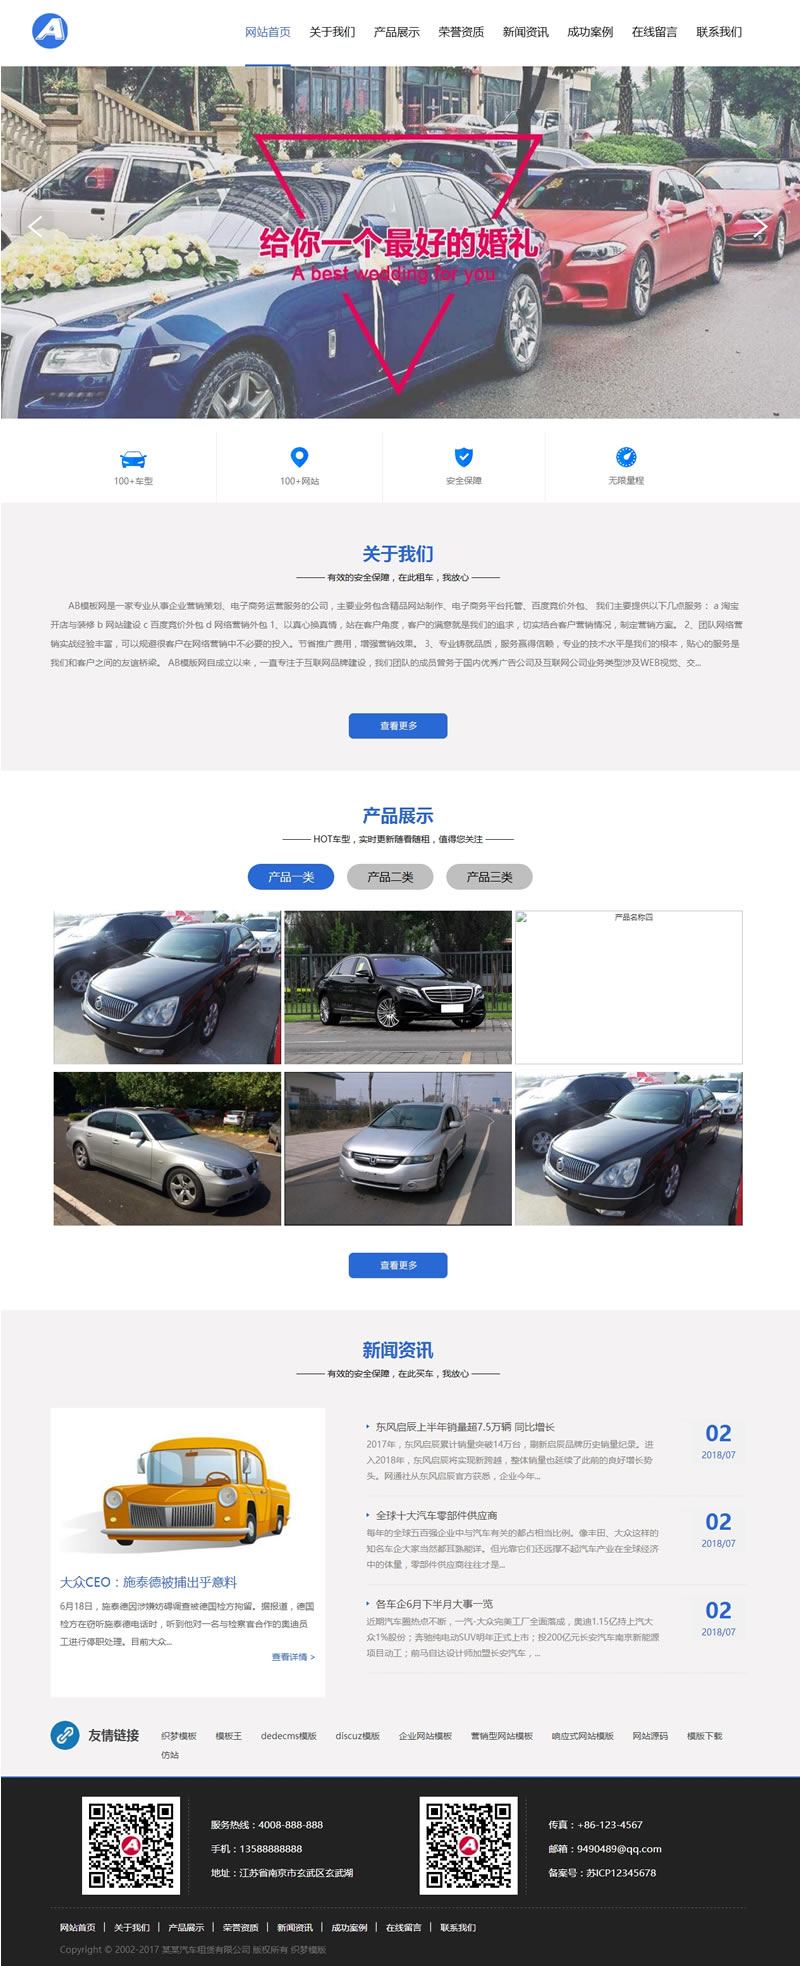 A
网站首页 关于我们 产品展示 荣誉资质 新闻资讯 成功案例 在线留言 联系我们
给你一个最好的婚礼
A best wedding for you
100+车型 100+网站 安全保障 无限量程
关于我们
有效的安全保障，在此租车，我放心
AB模板网是一家专业从事企业营销策划、电子商务运营服务的公司，主要业务包含精品网站制作、电子商务平台托管、百度竞价外包、 我们主要提供以下几点服务： a 淘宝
开店与装修 b 网站建设 c 百度竞价外包 d 网络营销外包 1、以真心换真情，站在客户角度，客户的满意就是我们的追求，切实结合客户营销情况，制定营销方案。 2、团队网络营
销实战经验丰富，可以规避很客户在网络营销中不必要的投入。节省推广费用，增强营销效果。 3、专业铸就品质，服务赢得信赖，专业的技术水平是我们的根本，贴心的服务是
我们和客户之间的友谊桥梁。 AB模版网自成立以来，一直专注于互联网品牌建设，我们团队的成员曾务于国内优秀广告公司及互联网公司业务类型涉及WEB视觉、交...
查看更多
产品展示
HOT车型，实时更新随看随租，值得您关注
产品一类 产品二类 产品三类
产品名称四
查看更多
新闻资讯
有效的安全保障，在此买车，我放心
大众CEO：施泰德被捕出乎意料
6月18日，施泰德因涉嫌妨碍调查被德国检方拘留。据报道，德国
检方在窃听施泰德电话时，听到他对一名与检察官合作的奥迪员
工进行停职处理。目前大众...
查看详情 >
东风启辰上半年销量超7.5万辆 同比增长
2017年，东风启辰累计销量突破14万台，刷新启辰品牌历史销量纪录。进
入2018年，东风启辰将实现新跨越，整体销量也延续了此前的良好增长势
头。网通社从东风启辰官方获悉，企业今年...
02
2018/07
全球十大汽车零部件供应商
每年的全球五百强企业中与汽车有关的都占相当比例。像丰田、大众这样的
知名车企大家当然都耳熟能详。但光靠它们还远撑不起汽车产业在全球经济
中的体量，零部件供应商往往才是...
02
2018/07
各车企6月下半月大事一览
近期汽车圈热点不断，一汽-大众完美工厂全面落成，奥迪1.15亿持上汽大
众1%股份；奔驰纯电动SUV明年正式上市；投200亿元长安汽车南京新能源
项目动工；前马自达设计师加盟长安汽车，...
02
2018/07
友情链接 织梦模板 模板王 dedecms模版 discuz模版 企业网站模板 营销型网站模板 响应式网站模版 网站源码 模版下载
仿站
服务热线：4008-888-888
手机：13588888888
地址：江苏省南京市玄武区玄武湖
传真：+86-123-4567
邮箱：9490489@qq.com
备案号：苏ICP12345678
网站首页 | 关于我们 | 产品展示 | 荣誉资质 | 新闻资讯 | 成功案例 | 在线留言 | 联系我们
Copyright © 2002-2017 某某汽车租赁有限公司 版权所有 织梦模版